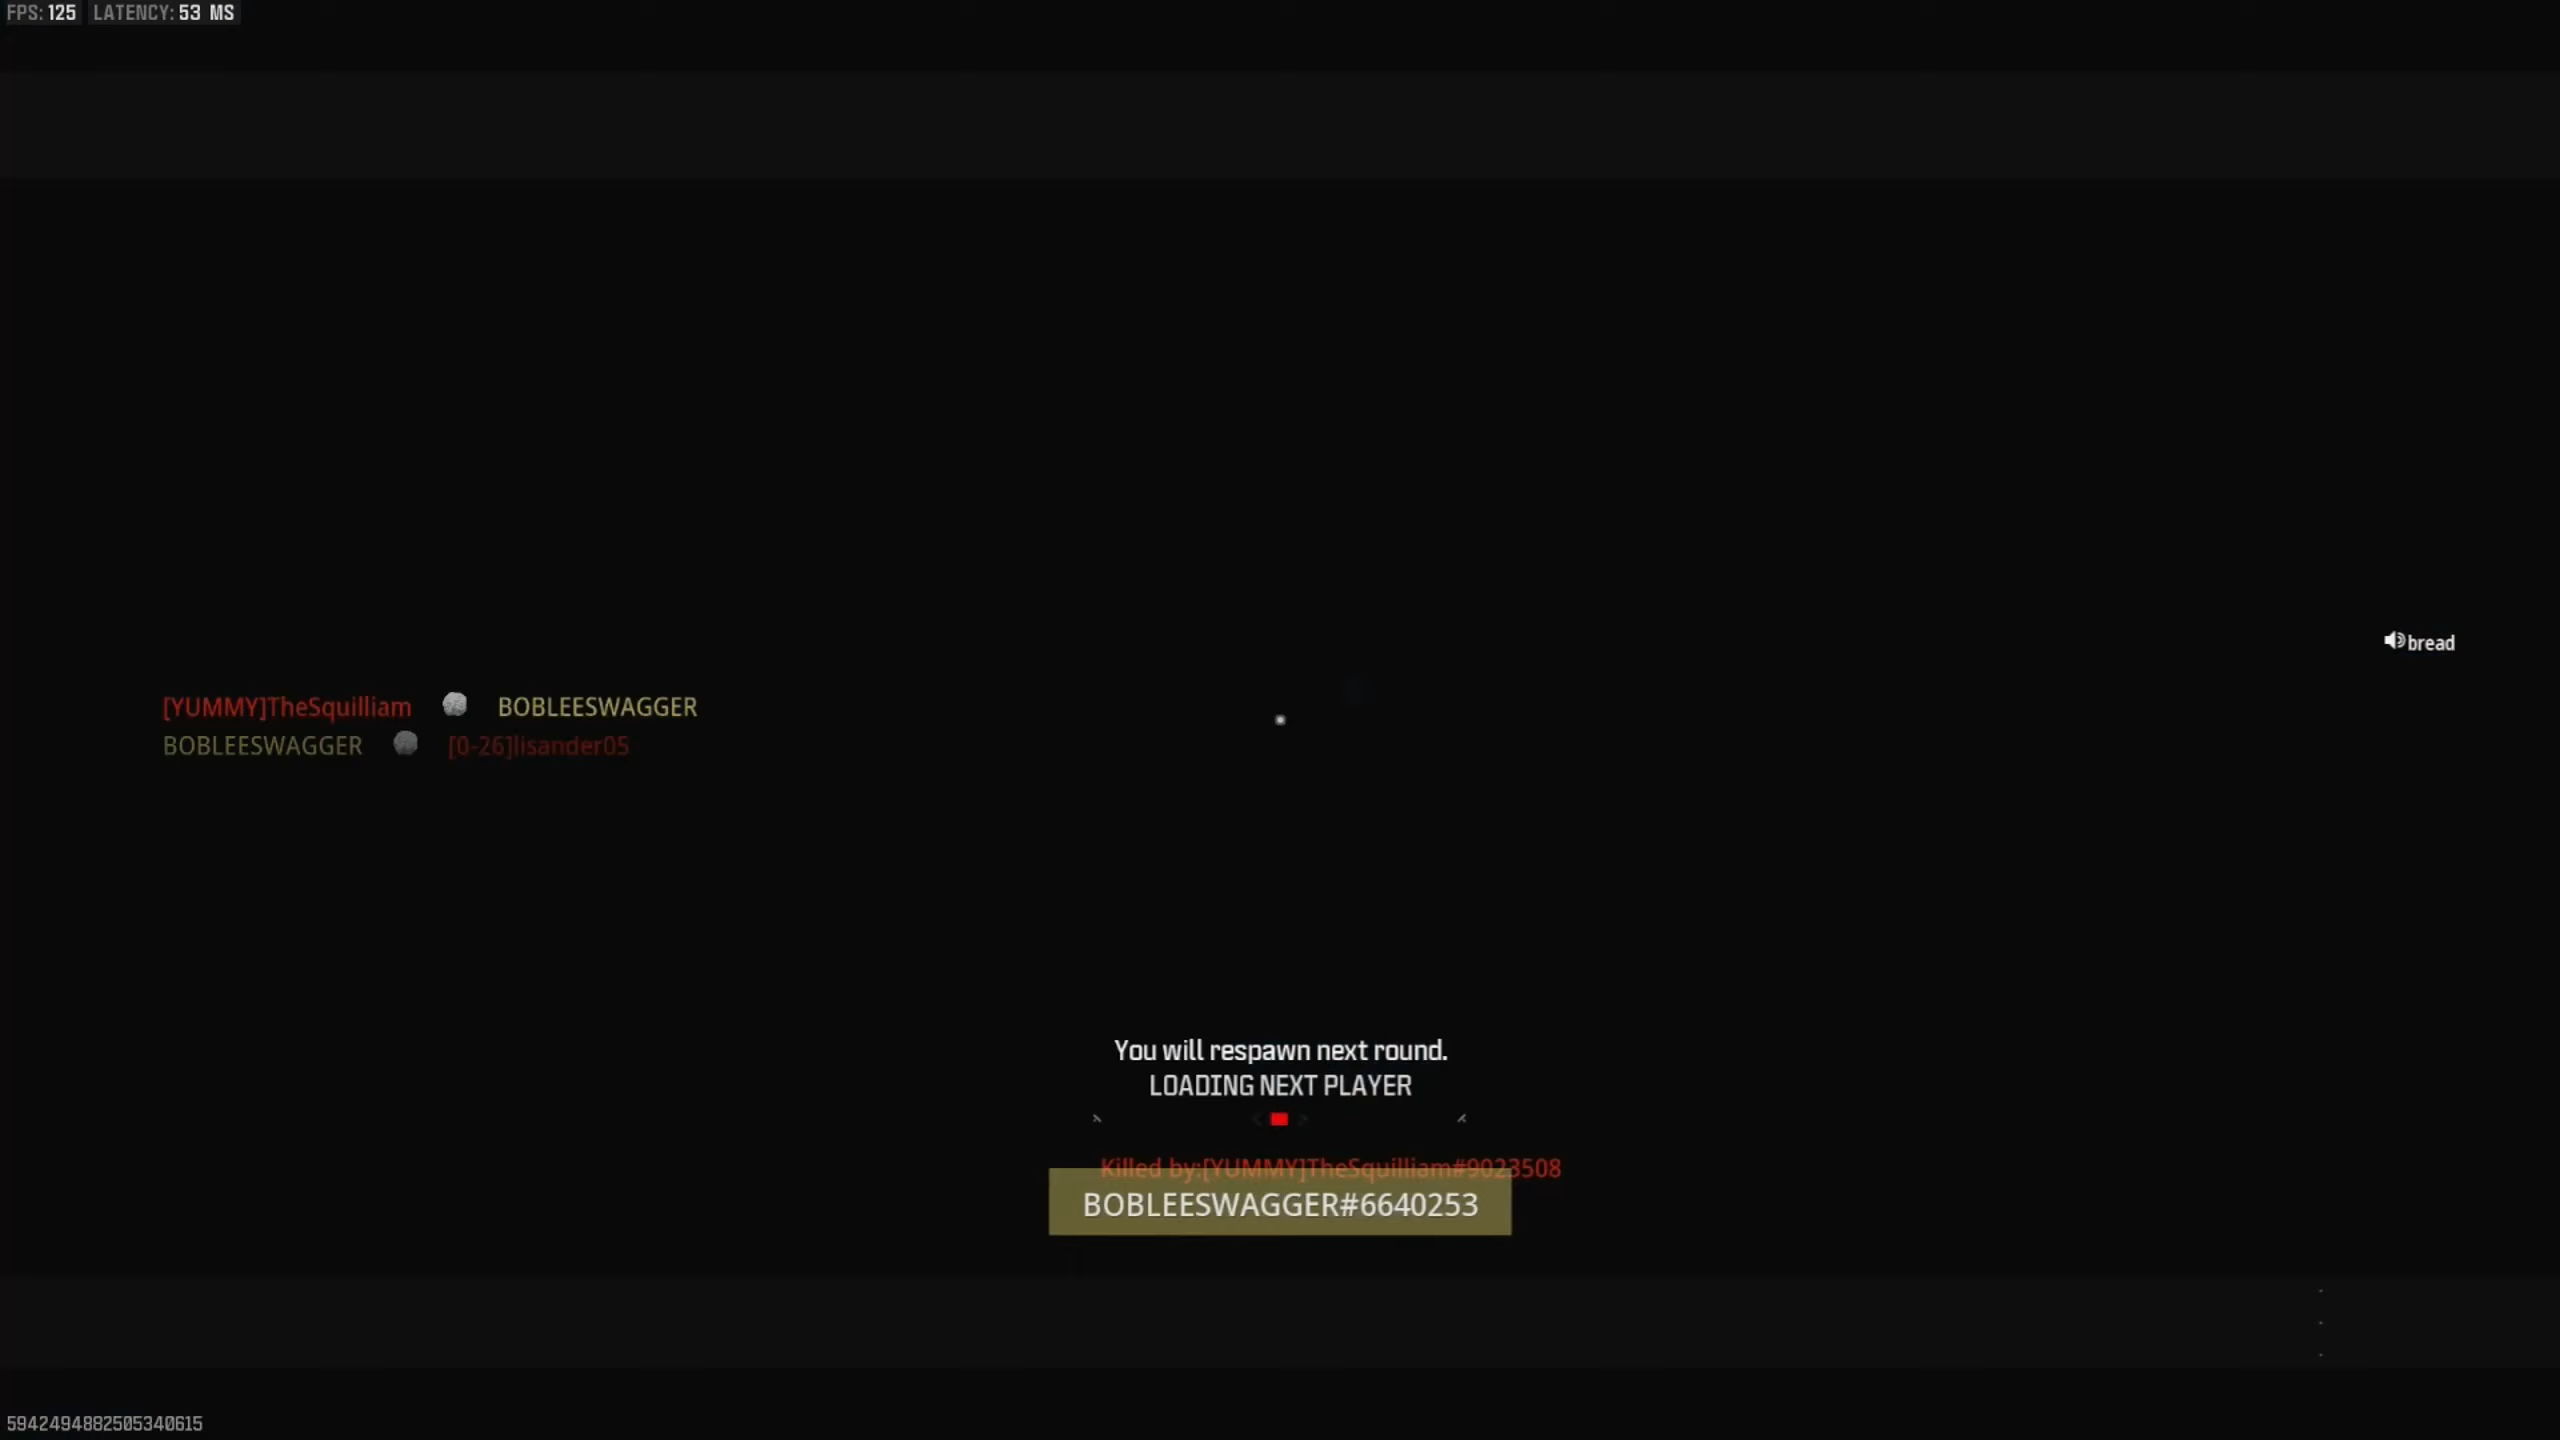 FPS: 125 LATENCY: 53 MS
bread
[YUMMY]TheSquilliam BOBLEESWAGGER
BOBLEESWAGGER [0-26]lisander05
You will respawn next round.
LOADING NEXT PLAYER
Killed by:[YUMMY]TheSquilliam#9023508
BOBLEESWAGGER#6640253
5942494882505340615